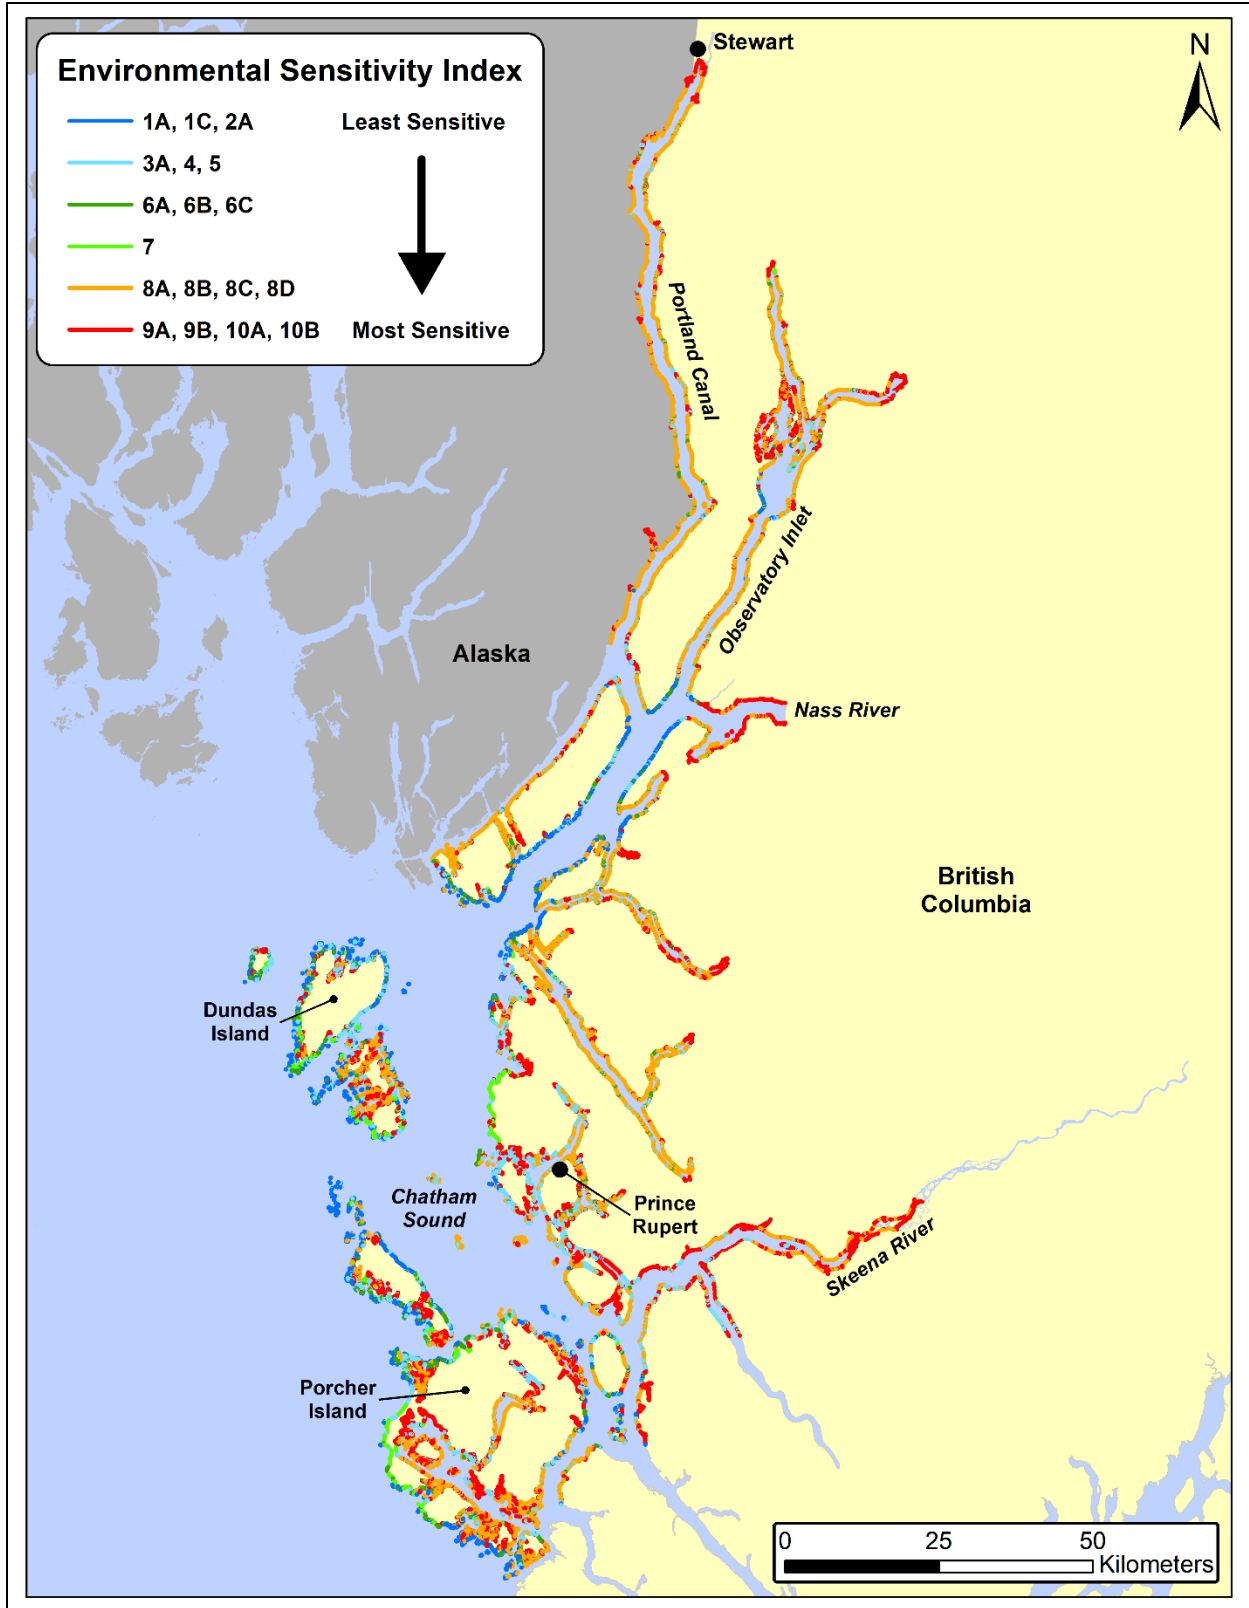 Stewart
N
Environmental Sensitivity Index
1A, 1C, 2A
Least Sensitive
3A, 4, 5
6A, 6B, 6C
7
8A, 8B, 8C, 8D
9A, 9B, 10A, 10B
Most Sensitive
Portland Canal
Observatory Inlet
Alaska
Nass River
British
Columbia
Dundas
Island
Chatham
Sound
Prince
Rupert
Skeena River
Porcher
Island
0 25 50
Kilometers